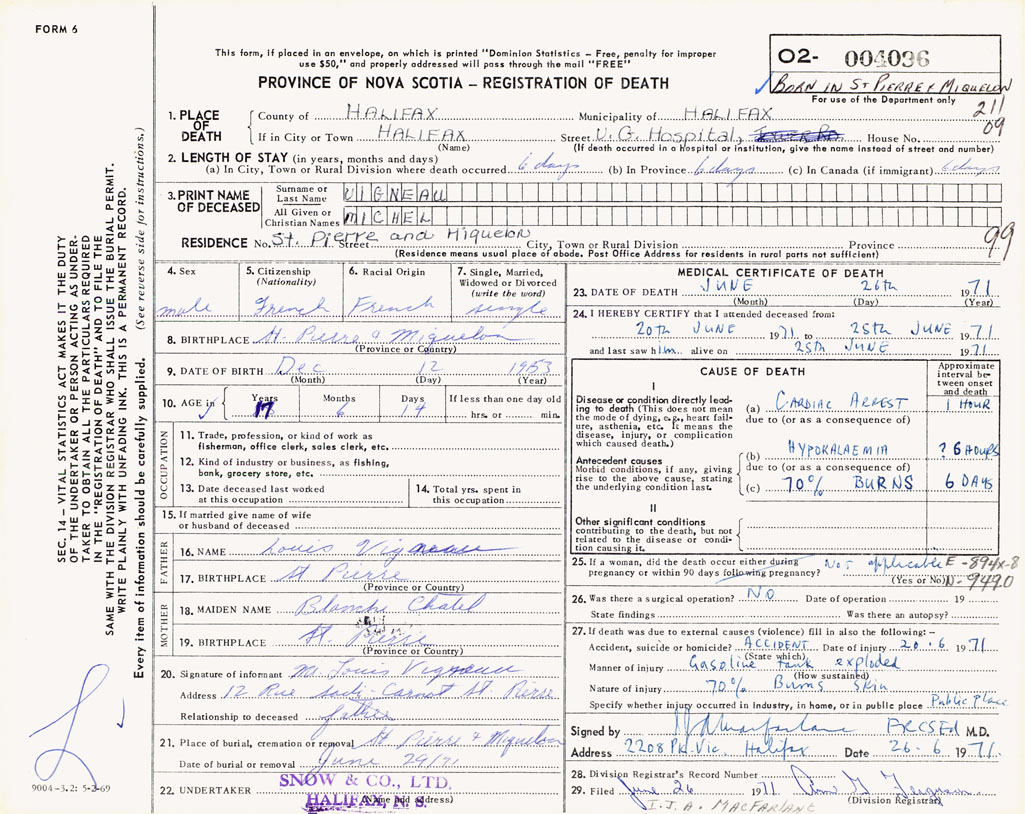 FORM 6
This form, if placed in an envelope, on which is printed "Dominion Statistics – Free, penalty for improper
use $50," and properly addressed will pass through the mail "FREE"
PROVINCE OF NOVA SCOTIA – REGISTRATION OF DEATH
02- 004036
BORN IN ST PIERRE & MIQUELON
For use of the Department only
211
09
1. PLACE OF DEATH
County of HALIFAX Municipality of HALIFAX
If in City or Town HALIFAX Street V.G. Hospital, House No.
(Name) (If death occurred in a hospital or institution, give the name instead of street and number)
2. LENGTH OF STAY (in years, months and days)
(a) In City, Town or Rural Division where death occurred 6 days (b) In Province 6 days (c) In Canada (if immigrant) 6 days
3. PRINT NAME OF DECEASED
Surname or Last Name VIGNEAU
All Given or Christian Names MICHEL
RESIDENCE No. St. Pierre and Miquelon Street City, Town or Rural Division Province 99
(Residence means usual place of abode. Post Office Address for residents in rural parts not sufficient)
4. Sex male
5. Citizenship (Nationality) French
6. Racial Origin French
7. Single, Married, Widowed or Divorced (write the word) single
8. BIRTHPLACE St. Pierre & Miquelon
(Province or Country)
9. DATE OF BIRTH Dec 12 1953
(Month) (Day) (Year)
10. AGE in Years 17 Months 6 Days 14 If less than one day old hrs. or min.
OCCUPATION
11. Trade, profession, or kind of work as
fisherman, office clerk, sales clerk, etc.
12. Kind of industry or business, as fishing,
bank, grocery store, etc.
13. Date deceased last worked at this occupation
14. Total yrs. spent in this occupation
15. If married give name of wife
or husband of deceased
FATHER
16. NAME Louis Vigneau
17. BIRTHPLACE St Pierre
(Province or Country)
MOTHER
18. MAIDEN NAME Blanche Chatel
19. BIRTHPLACE St. Pierre
(Province or Country)
20. Signature of informant M. Louis Vigneau
Address 12 Rue Sadi-Carnot St. Pierre
Relationship to deceased father
21. Place of burial, cremation or removal St Pierre & Miquelon
Date of burial or removal June 29/71
22. UNDERTAKER SNOW & CO., LTD.
HALIFAX, N. S.
(Name and address)
MEDICAL CERTIFICATE OF DEATH
23. DATE OF DEATH JUNE 26th 1971
(Month) (Day) (Year)
24. I HEREBY CERTIFY that I attended deceased from:
20th JUNE 1971 to 25th JUNE 1971
and last saw him alive on 25th JUNE 1971
CAUSE OF DEATH
Approximate interval between onset and death
I
Disease or condition directly leading to death (This does not mean the mode of dying, e.g., heart failure, asthenia, etc. It means the disease, injury, or complication which caused death.)
(a) CARDIAC ARREST 1 HOUR
due to (or as a consequence of)
Antecedent causes
Morbid conditions, if any, giving rise to the above cause, stating the underlying condition last.
(b) HYPOKALAEMIA ? 6 HOURS
due to (or as a consequence of)
(c) 70% BURNS 6 DAYS
II
Other significant conditions contributing to the death, but not related to the disease or condition causing it.
25. If a woman, did the death occur either during
pregnancy or within 90 days following pregnancy? Not applicable
(Yes or No)
E-894X-8
N-9490
26. Was there a surgical operation? NO Date of operation 19
State findings Was there an autopsy?
27. If death was due to external causes (violence) fill in also the following:–
Accident, suicide or homicide? ACCIDENT Date of injury 20.6 1971
(State which)
Manner of injury Gasoline tank exploded
(How sustained)
Nature of injury 70% Burns Skin
Specify whether injury occurred in industry, in home, or in public place Public Place
Signed by FRCSEd M.D.
Address 2208 Pk. Vic. Halifax Date 26-6 1971.
28. Division Registrar's Record Number
29. Filed June 26 1971
(Division Registrar)
I.J.A. MACFARLANE
SEC. 14 – VITAL STATISTICS ACT MAKES IT THE DUTY
OF THE UNDERTAKER OR PERSON ACTING AS UNDER-
TAKER TO OBTAIN ALL THE PARTICULARS REQUIRED
IN THE "REGISTRATION OF DEATH" AND TO FILE THE
SAME WITH THE DIVISION REGISTRAR WHO SHALL ISSUE THE BURIAL PERMIT.
WRITE PLAINLY WITH UNFADING INK. THIS IS A PERMANENT RECORD.
Every item of information should be carefully supplied. (See reverse side for instructions.)
9004-3.2: 5-2-69